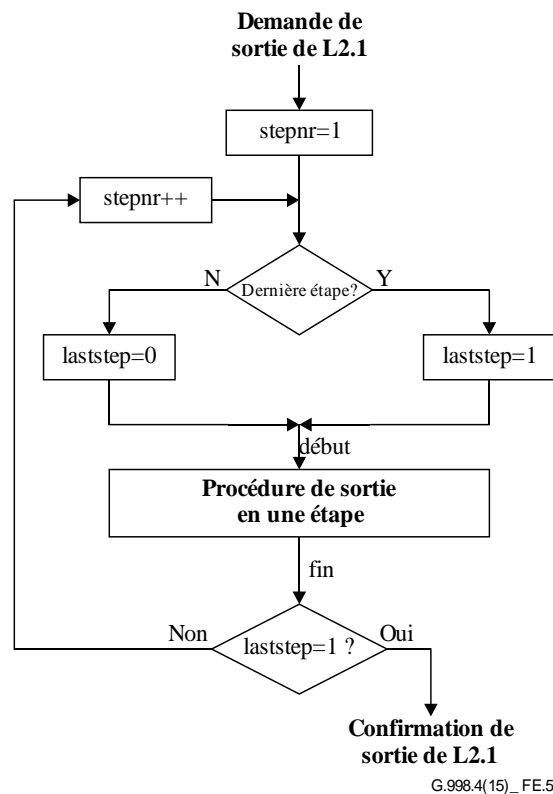 Demande de
sortie de L2.1
stepnr=1
stepnr++
N
Dernière étape?
Y
laststep=0
laststep=1
début
Procédure de sortie
en une étape
fin
Non
laststep=1 ?
Oui
Confirmation de
sortie de L2.1
G.998.4(15)_FE.5